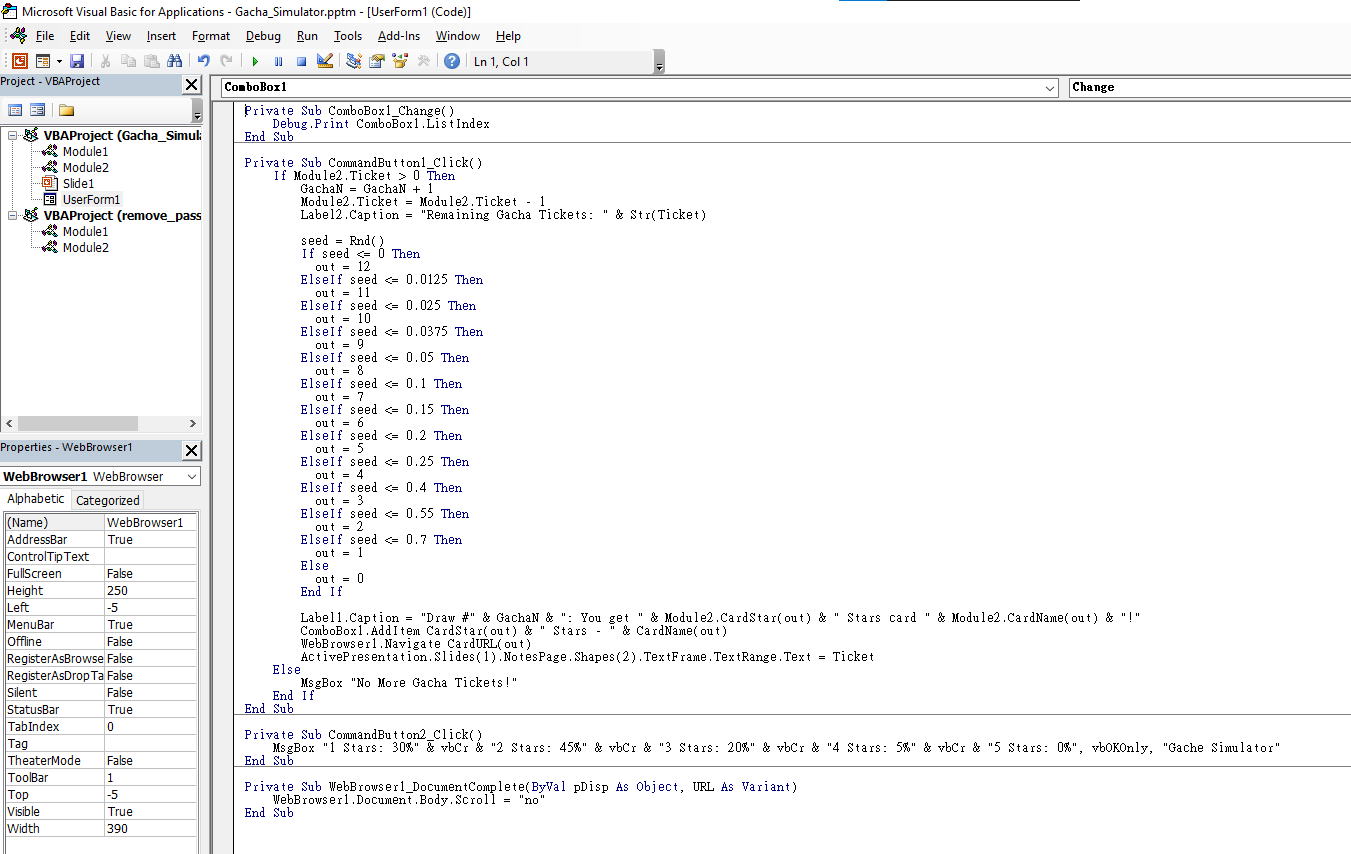 Microsoft Visual Basic for Applications - Gacha_Simulator.pptm - [UserForm1 (Code)]
File Edit View Insert Format Debug Run Tools Add-Ins Window Help
Ln 1, Col 1
Project - VBAProject
VBAProject (Gacha_Simul
Module1
Module2
Slide1
UserForm1
VBAProject (remove_pass
Module1
Module2
Properties - WebBrowser1
WebBrowser1 WebBrowser
Alphabetic Categorized
(Name) WebBrowser1
AddressBar True
ControlTipText
FullScreen False
Height 250
Left -5
MenuBar True
Offline False
RegisterAsBrowse False
RegisterAsDropTa False
Silent False
StatusBar True
TabIndex 0
Tag
TheaterMode False
ToolBar 1
Top -5
Visible True
Width 390
ComboBox1 Change
Private Sub ComboBox1_Change()
    Debug.Print ComboBox1.ListIndex
End Sub
Private Sub CommandButton1_Click()
    If Module2.Ticket > 0 Then
        GachaN = GachaN + 1
        Module2.Ticket = Module2.Ticket - 1
        Label2.Caption = "Remaining Gacha Tickets: " & Str(Ticket)
        seed = Rnd()
        If seed <= 0 Then
          out = 12
        ElseIf seed <= 0.0125 Then
          out = 11
        ElseIf seed <= 0.025 Then
          out = 10
        ElseIf seed <= 0.0375 Then
          out = 9
        ElseIf seed <= 0.05 Then
          out = 8
        ElseIf seed <= 0.1 Then
          out = 7
        ElseIf seed <= 0.15 Then
          out = 6
        ElseIf seed <= 0.2 Then
          out = 5
        ElseIf seed <= 0.25 Then
          out = 4
        ElseIf seed <= 0.4 Then
          out = 3
        ElseIf seed <= 0.55 Then
          out = 2
        ElseIf seed <= 0.7 Then
          out = 1
        Else
          out = 0
        End If
        Label1.Caption = "Draw #" & GachaN & ": You get " & Module2.CardStar(out) & " Stars card " & Module2.CardName(out) & "!"
        ComboBox1.AddItem CardStar(out) & " Stars - " & CardName(out)
        WebBrowser1.Navigate CardURL(out)
        ActivePresentation.Slides(1).NotesPage.Shapes(2).TextFrame.TextRange.Text = Ticket
    Else
        MsgBox "No More Gacha Tickets!"
    End If
End Sub
Private Sub CommandButton2_Click()
    MsgBox "1 Stars: 30%" & vbCr & "2 Stars: 45%" & vbCr & "3 Stars: 20%" & vbCr & "4 Stars: 5%" & vbCr & "5 Stars: 0%", vbOKOnly, "Gache Simulator"
End Sub
Private Sub WebBrowser1_DocumentComplete(ByVal pDisp As Object, URL As Variant)
    WebBrowser1.Document.Body.Scroll = "no"
End Sub